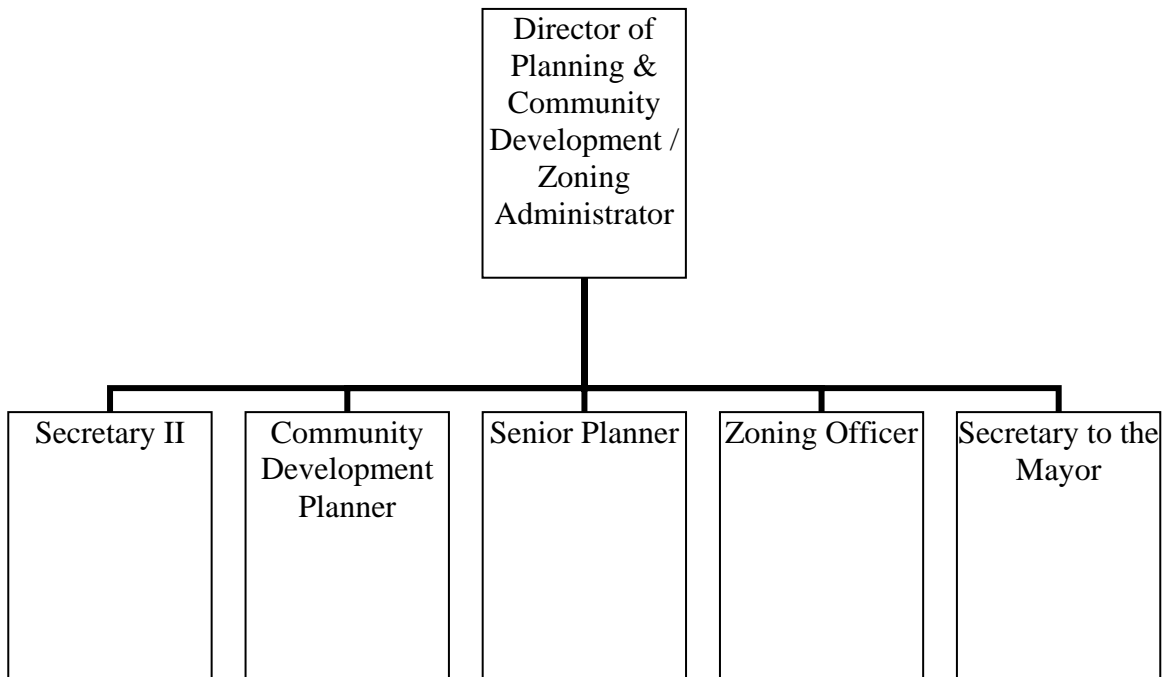 Director of
Planning &
Community
Development /
Zoning
Administrator
Secretary II
Community
Development
Planner
Senior Planner
Zoning Officer
Secretary to the
Mayor